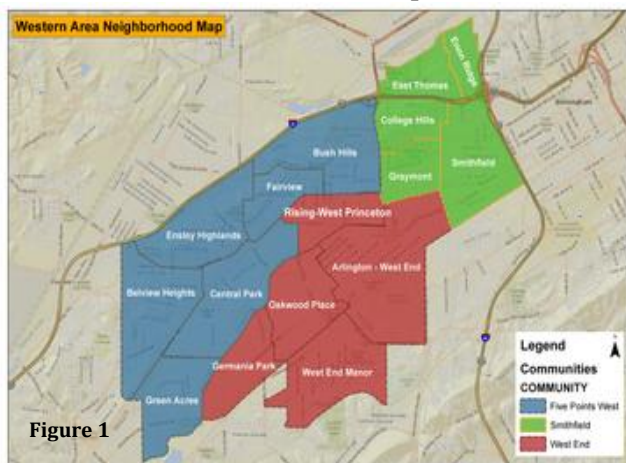 Western Area Neighborhood Map
Enon Ridge
East Thomas
College Hills
Bush Hills
Smithfield
Graymont
Fairview
Rising-West Princeton
Ensley Highlands
Arlington - West End
Belview Heights
Central Park
Oakwood Place
Germania Park
West End Manor
Green Acres
Figure 1
Legend
Communities
COMMUNITY
Five Points West
Smithfield
West End